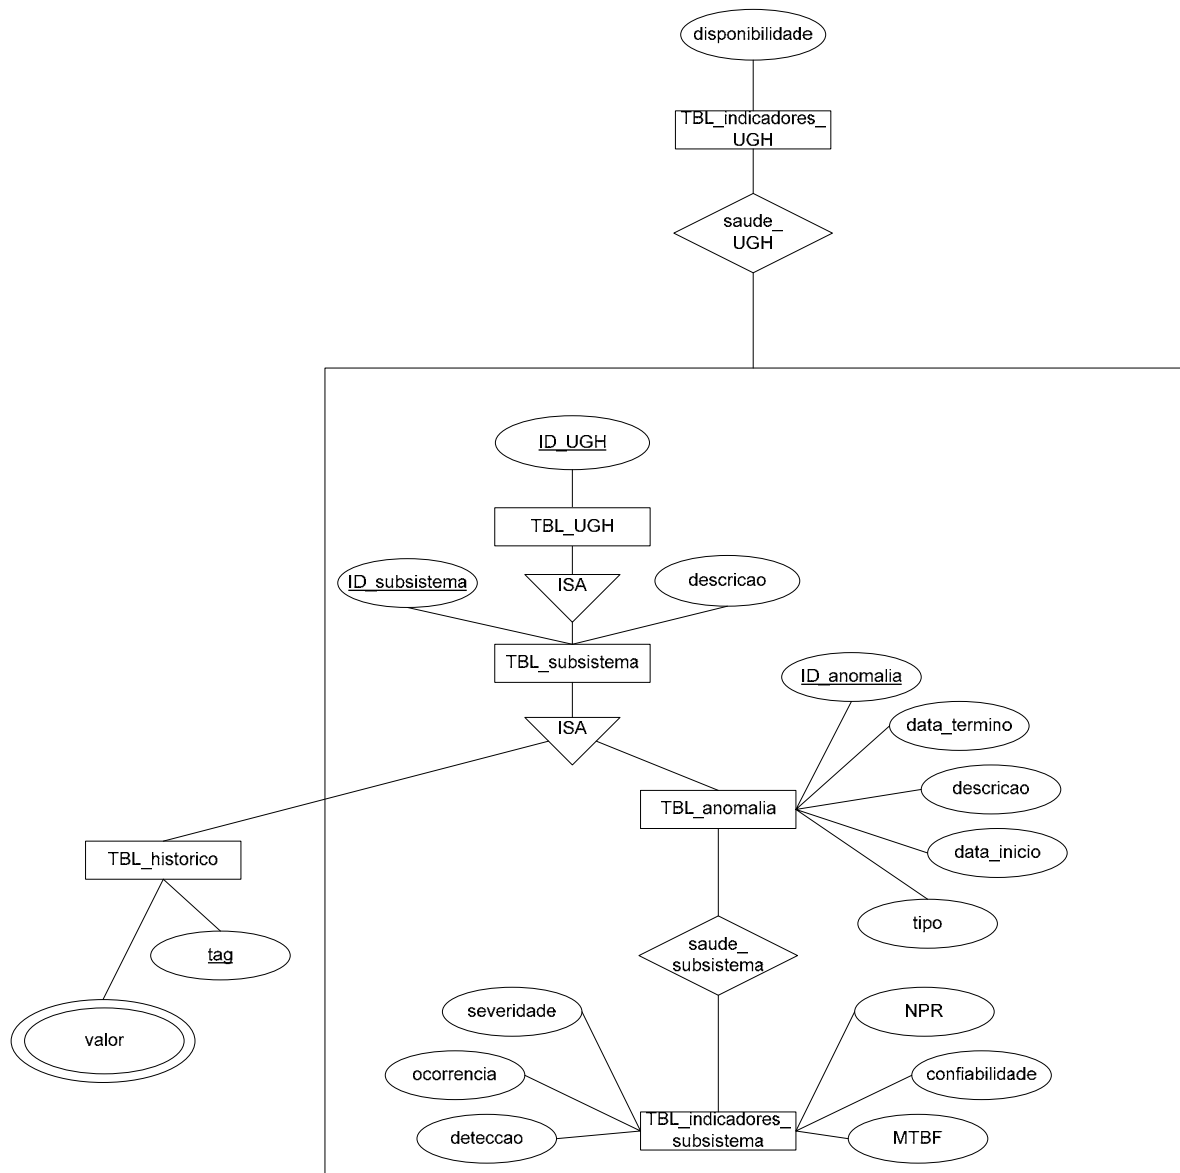 disponibilidade
TBL_indicadores_
UGH
saude_
UGH
ID_UGH
TBL_UGH
ISA
ID_subsistema
descricao
TBL_subsistema
ISA
ID_anomalia
data_termino
descricao
TBL_anomalia
data_inicio
tipo
TBL_historico
tag
valor
saude_
subsistema
severidade
NPR
ocorrencia
confiabilidade
deteccao
TBL_indicadores_
subsistema
MTBF